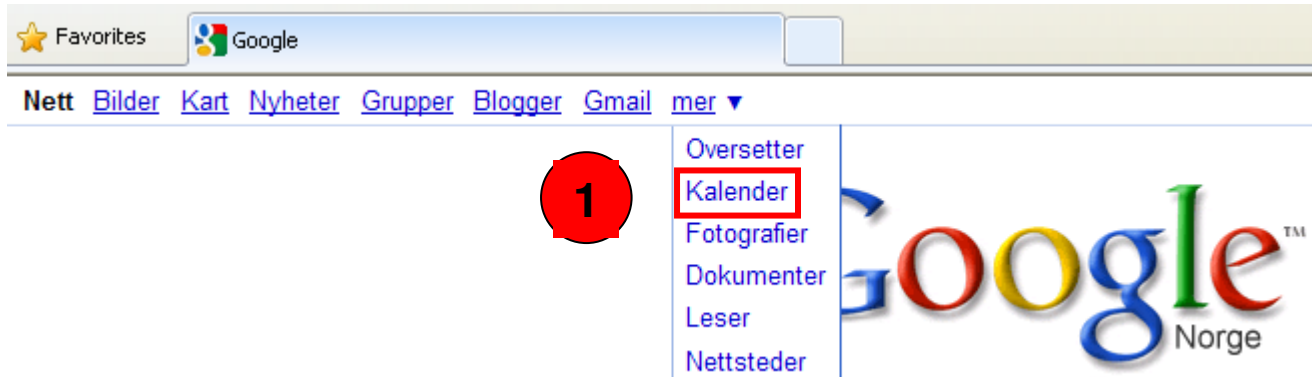 Favorites Google
Nett Bilder Kart Nyheter Grupper Blogger Gmail mer ▼
Oversetter
1 Kalender
Fotografier
Dokumenter
Leser
Nettsteder
Google™
Norge